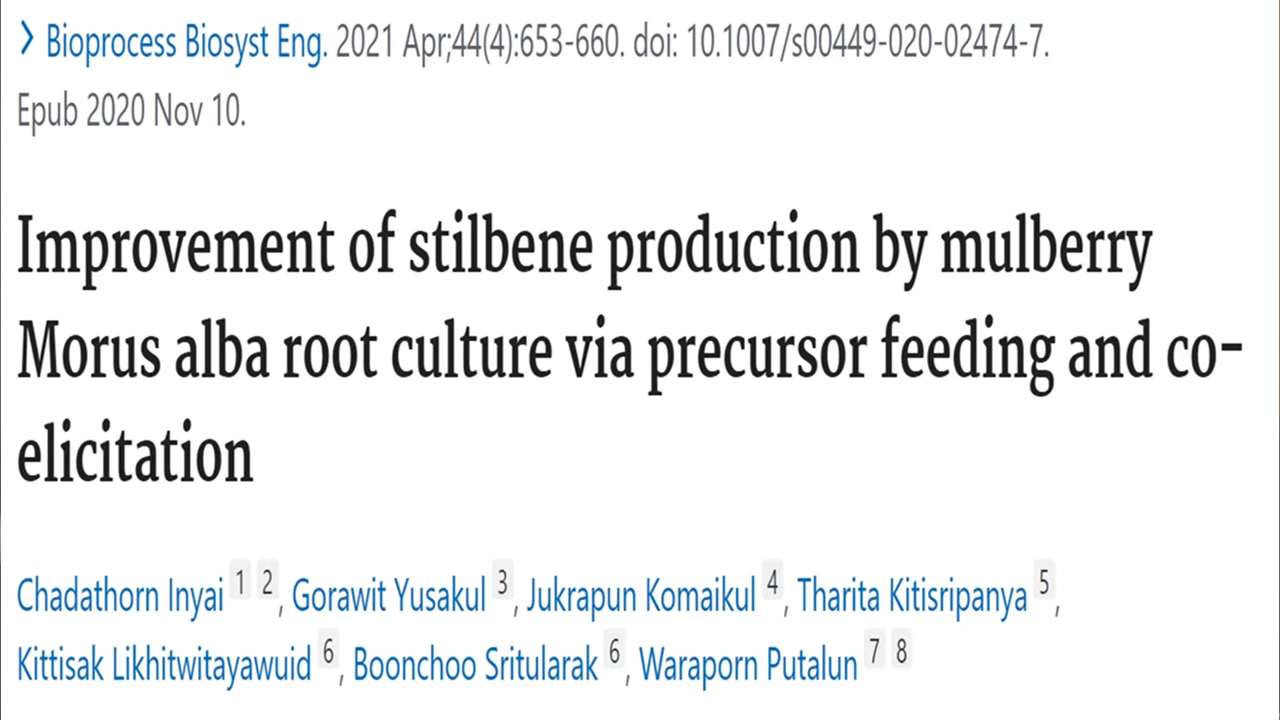 > Bioprocess Biosyst Eng. 2021 Apr;44(4):653-660. doi: 10.1007/s00449-020-02474-7.
Epub 2020 Nov 10.
Improvement of stilbene production by mulberry
Morus alba root culture via precursor feeding and co-
elicitation
Chadathorn Inyai 1 2, Gorawit Yusakul 3, Jukrapun Komaikul 4, Tharita Kitisripanya 5,
Kittisak Likhitwitayawuid 6, Boonchoo Sritularak 6, Waraporn Putalun 7 8